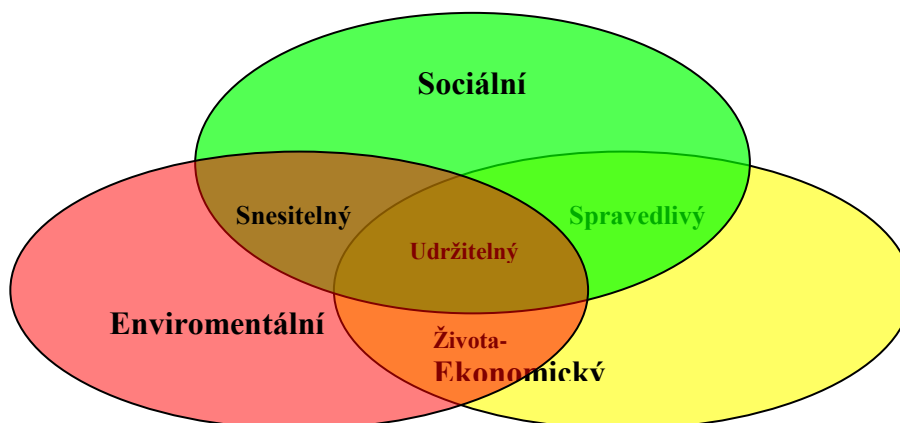 Sociální
Snesitelný
Spravedlivý
Udržitelný
Enviromentální
Života-
Ekonomický